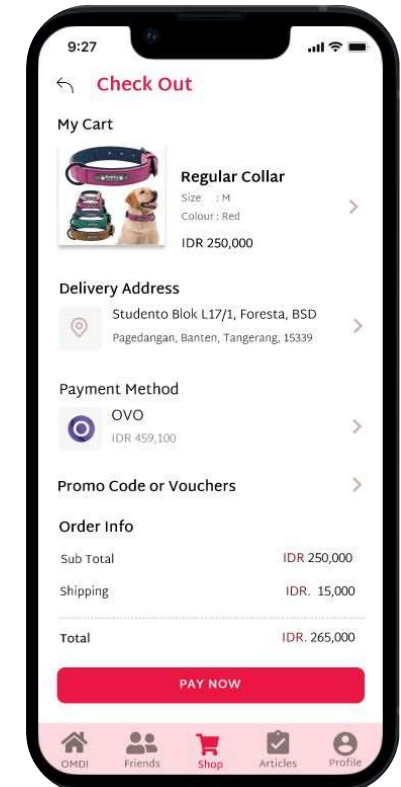 9:27
Check Out
My Cart
Regular Collar
Size : M
Colour : Red
IDR 250,000
Delivery Address
Studento Blok L17/1, Foresta, BSD
Pagedangan, Banten, Tangerang, 15339
Payment Method
OVO
IDR 459,100
Promo Code or Vouchers
Order Info
Sub Total IDR 250,000
Shipping IDR. 15,000
Total IDR. 265,000
PAY NOW
OMDI Friends Shop Articles Profile